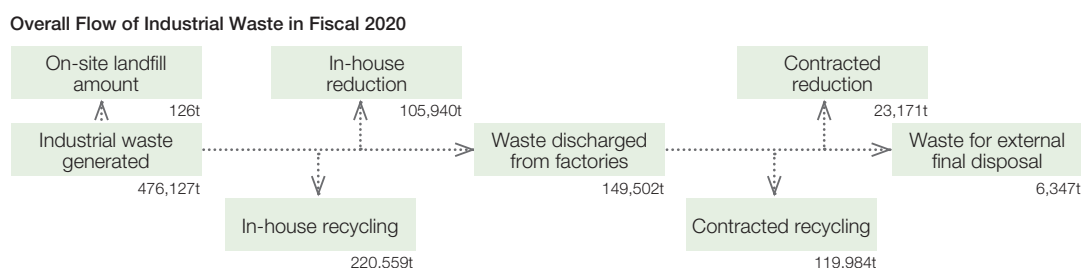 Overall Flow of Industrial Waste in Fiscal 2020
On-site landfill
amount
126t
In-house
reduction
105,940t
Contracted
reduction
23,171t
Industrial waste
generated
476,127t
Waste discharged
from factories
149,502t
Waste for external
final disposal
6,347t
In-house recycling
220,559t
Contracted recycling
119,984t